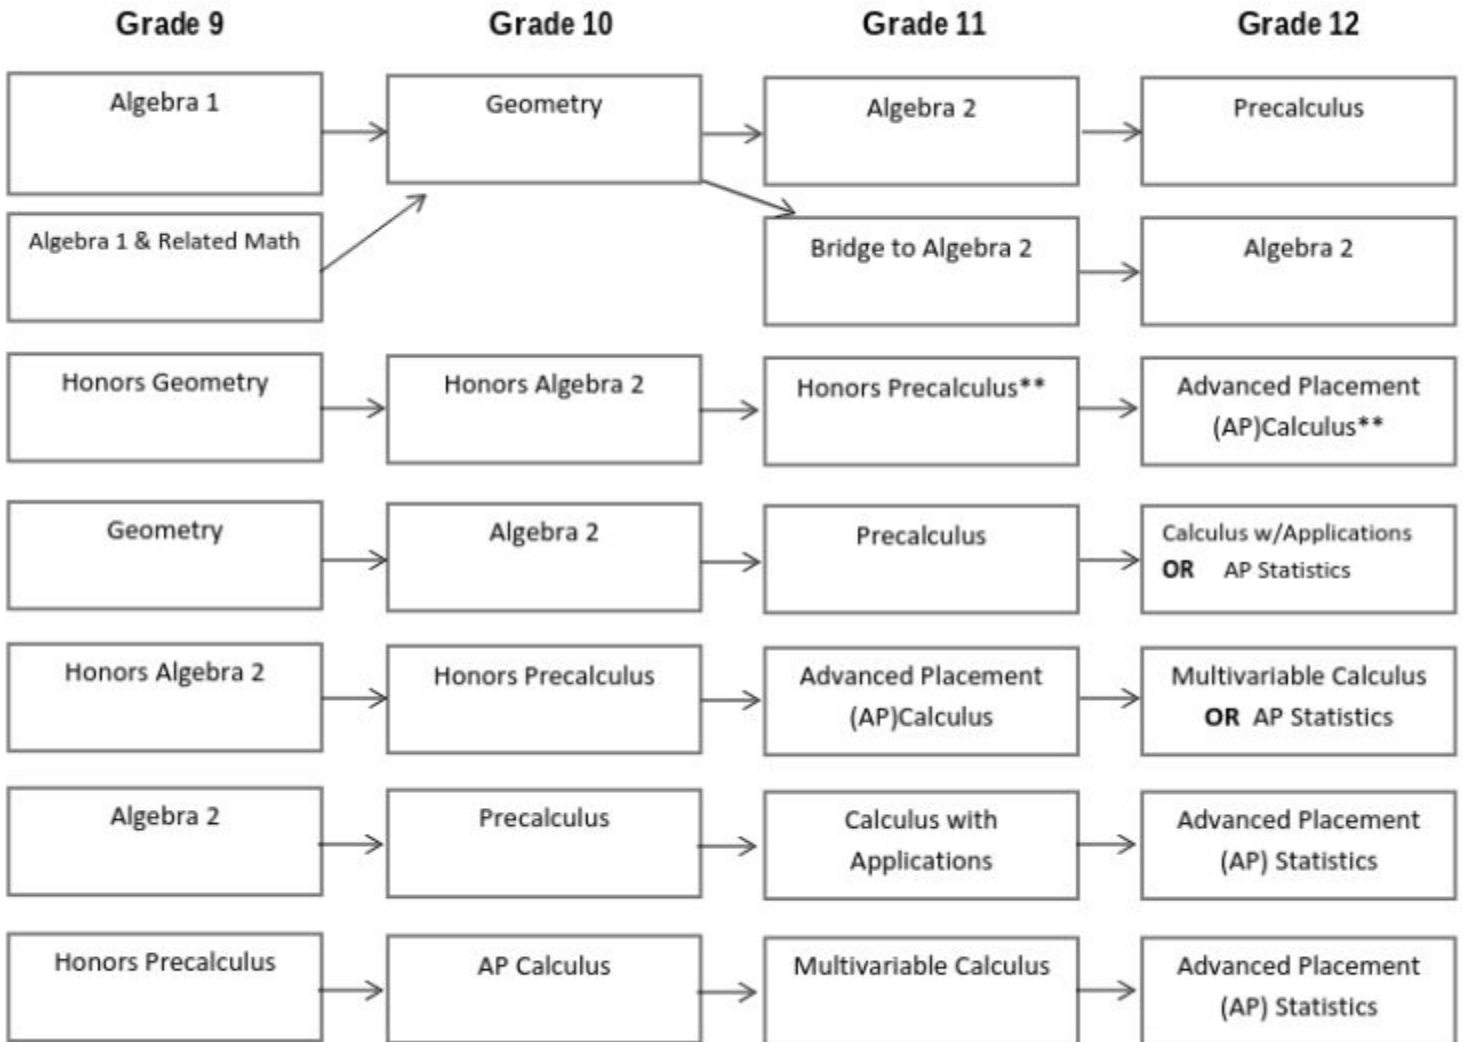 Grade 9 Grade 10 Grade 11 Grade 12
Algebra 1 Geometry Algebra 2 Precalculus
Algebra 1 & Related Math Bridge to Algebra 2 Algebra 2
Honors Geometry Honors Algebra 2 Honors Precalculus** Advanced Placement
(AP)Calculus**
Geometry Algebra 2 Precalculus Calculus w/Applications
OR AP Statistics
Honors Algebra 2 Honors Precalculus Advanced Placement Multivariable Calculus
(AP)Calculus OR AP Statistics
Algebra 2 Precalculus Calculus with Advanced Placement
Applications (AP) Statistics
Honors Precalculus AP Calculus Multivariable Calculus Advanced Placement
(AP) Statistics